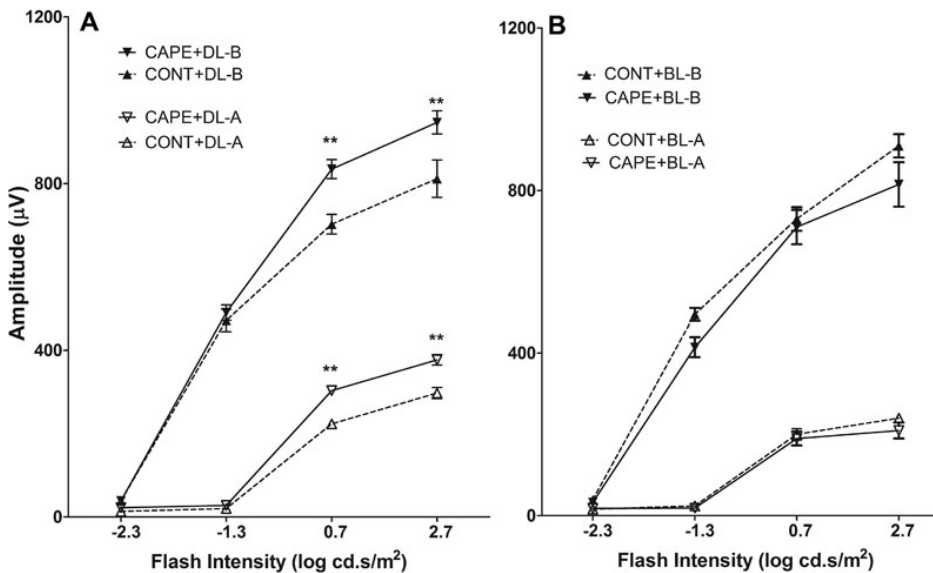 A
1200
800
400
0
Amplitude (μV)
CAPE+DL-B
CONT+DL-B
CAPE+DL-A
CONT+DL-A
**
**
**
**
-2.3 -1.3 0.7 2.7
Flash Intensity (log cd.s/m²)
B
1200
800
400
0
CONT+BL-B
CAPE+BL-B
CONT+BL-A
CAPE+BL-A
-2.3 -1.3 0.7 2.7
Flash Intensity (log cd.s/m²)